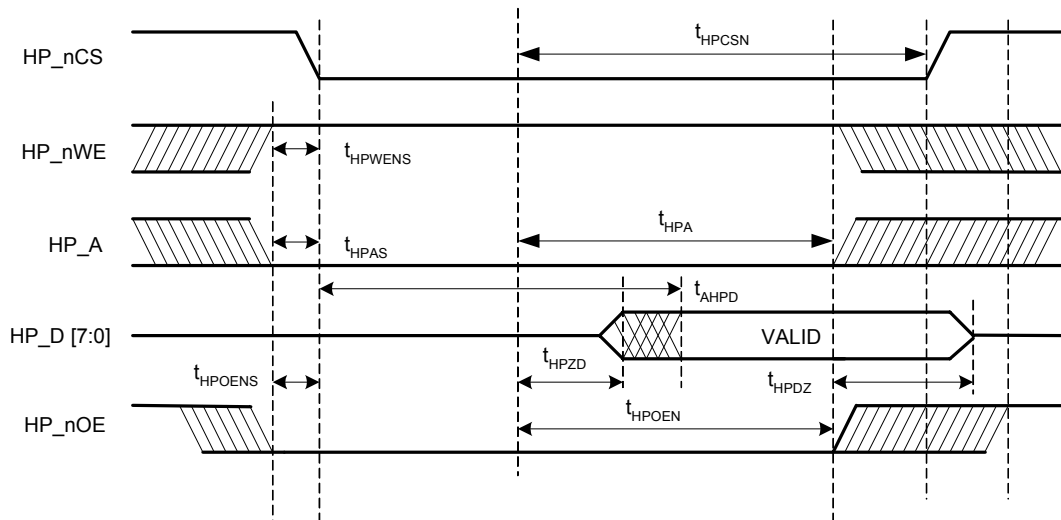 t_HPCSN
HP_nCS
HP_nWE
t_HPWENS
t_HPA
HP_A
t_HPAS
t_AHPD
HP_D [7:0]
VALID
t_HPOENS
t_HPZD
t_HPDZ
t_HPOEN
HP_nOE